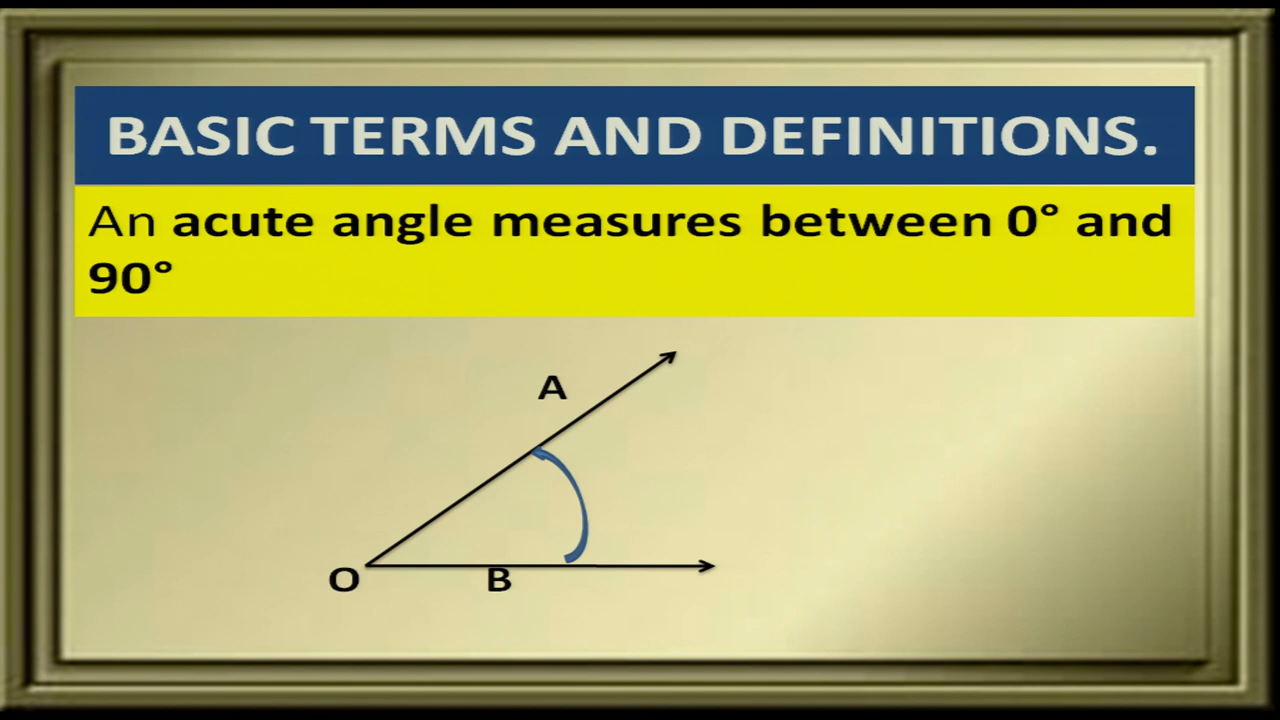 BASIC TERMS AND DEFINITIONS.
An acute angle measures between 0° and
90°
A
O
B